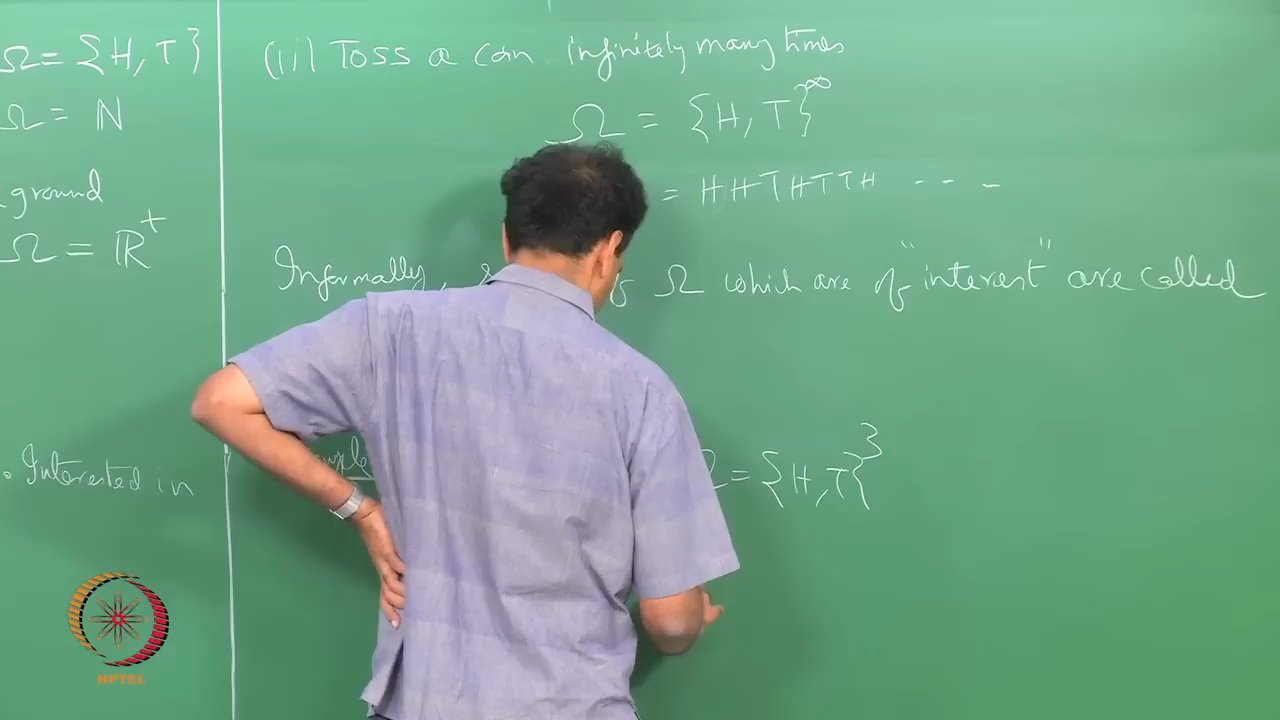 Ω = {H, T}
Ω = ℕ
ground
Ω = ℝ⁺
. Interested in
(ii) Toss a coin infinitely many times
Ω = {H, T}^∞
= HHTHTTH ---
Informally, Ω which are of "interest" are called
Ω = {H, T}³
NPTEL